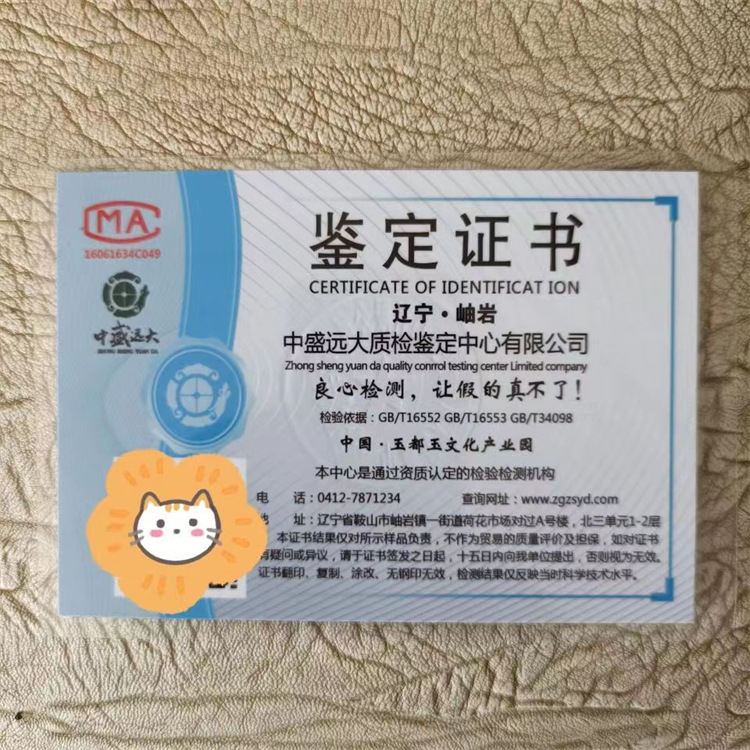 CMA
16061634C049
中盛远大
ZHONG SHENG YUAN DA
鉴定证书
CERTIFICATE OF IDENTIFICAT ION
辽宁·岫岩
中盛远大质检鉴定中心有限公司
Zhong sheng yuan da quality conrrol testing center Limited company
良心检测，让假的真不了！
检验依据：GB/T16552 GB/T16553 GB/T34098
中国·玉都玉文化产业园
本中心是通过资质认定的检验检测机构
电 话：0412-7871234 查询网址：www.zgzsyd.com
地 址：辽宁省鞍山市岫岩镇一街道荷花市场对过A号楼，北三单元1-2层
本证书结果仅对所示样品负责，不作为贸易的质量评价及担保，如对证书
有疑问或异议，请于证书签发之日起，十五日内向我单位提出，否则视为无效。
证书翻印、复制、涂改、无钢印无效，检测结果仅反映当时科学技术水平。